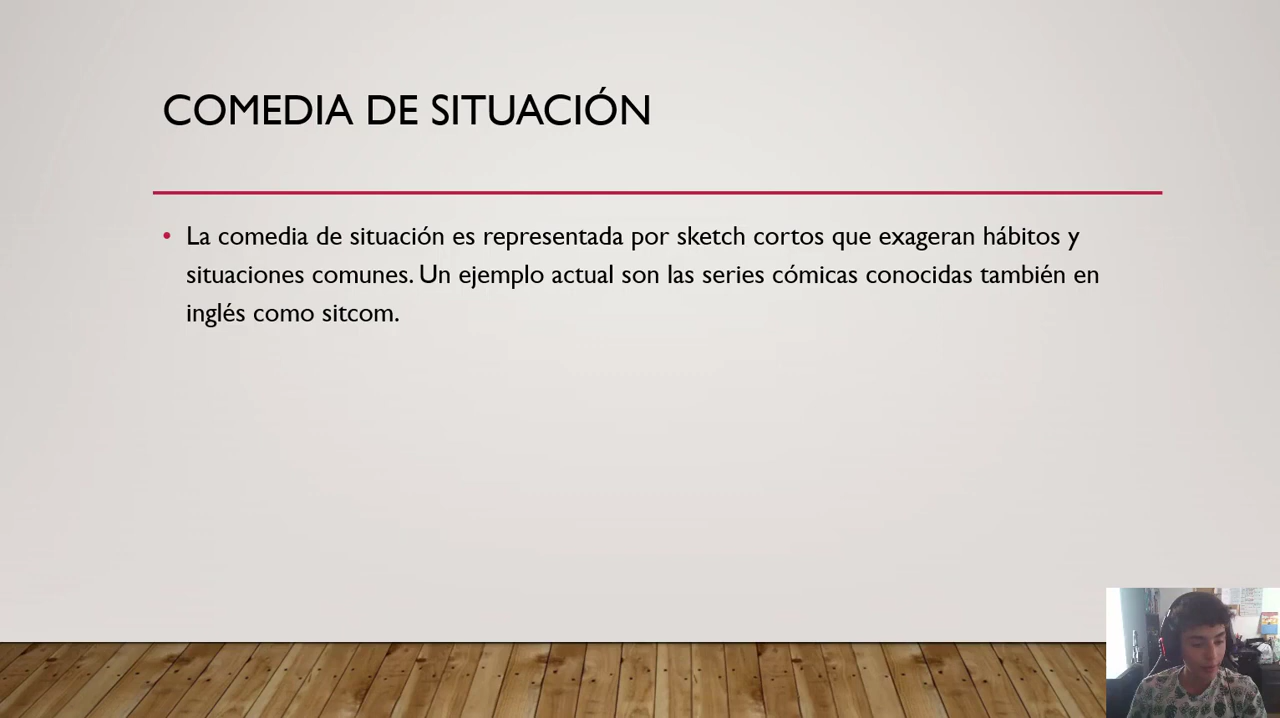 COMEDIA DE SITUACIÓN
• La comedia de situación es representada por sketch cortos que exageran hábitos y
situaciones comunes. Un ejemplo actual son las series cómicas conocidas también en
inglés como sitcom.